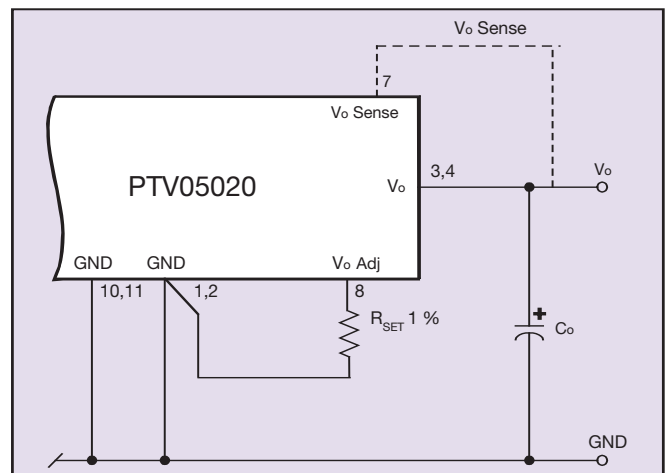 Vo Sense
7
Vo Sense
PTV05020
Vo
3,4
Vo
GND GND Vo Adj
10,11 1,2 8
RSET 1 %
+
Co
GND